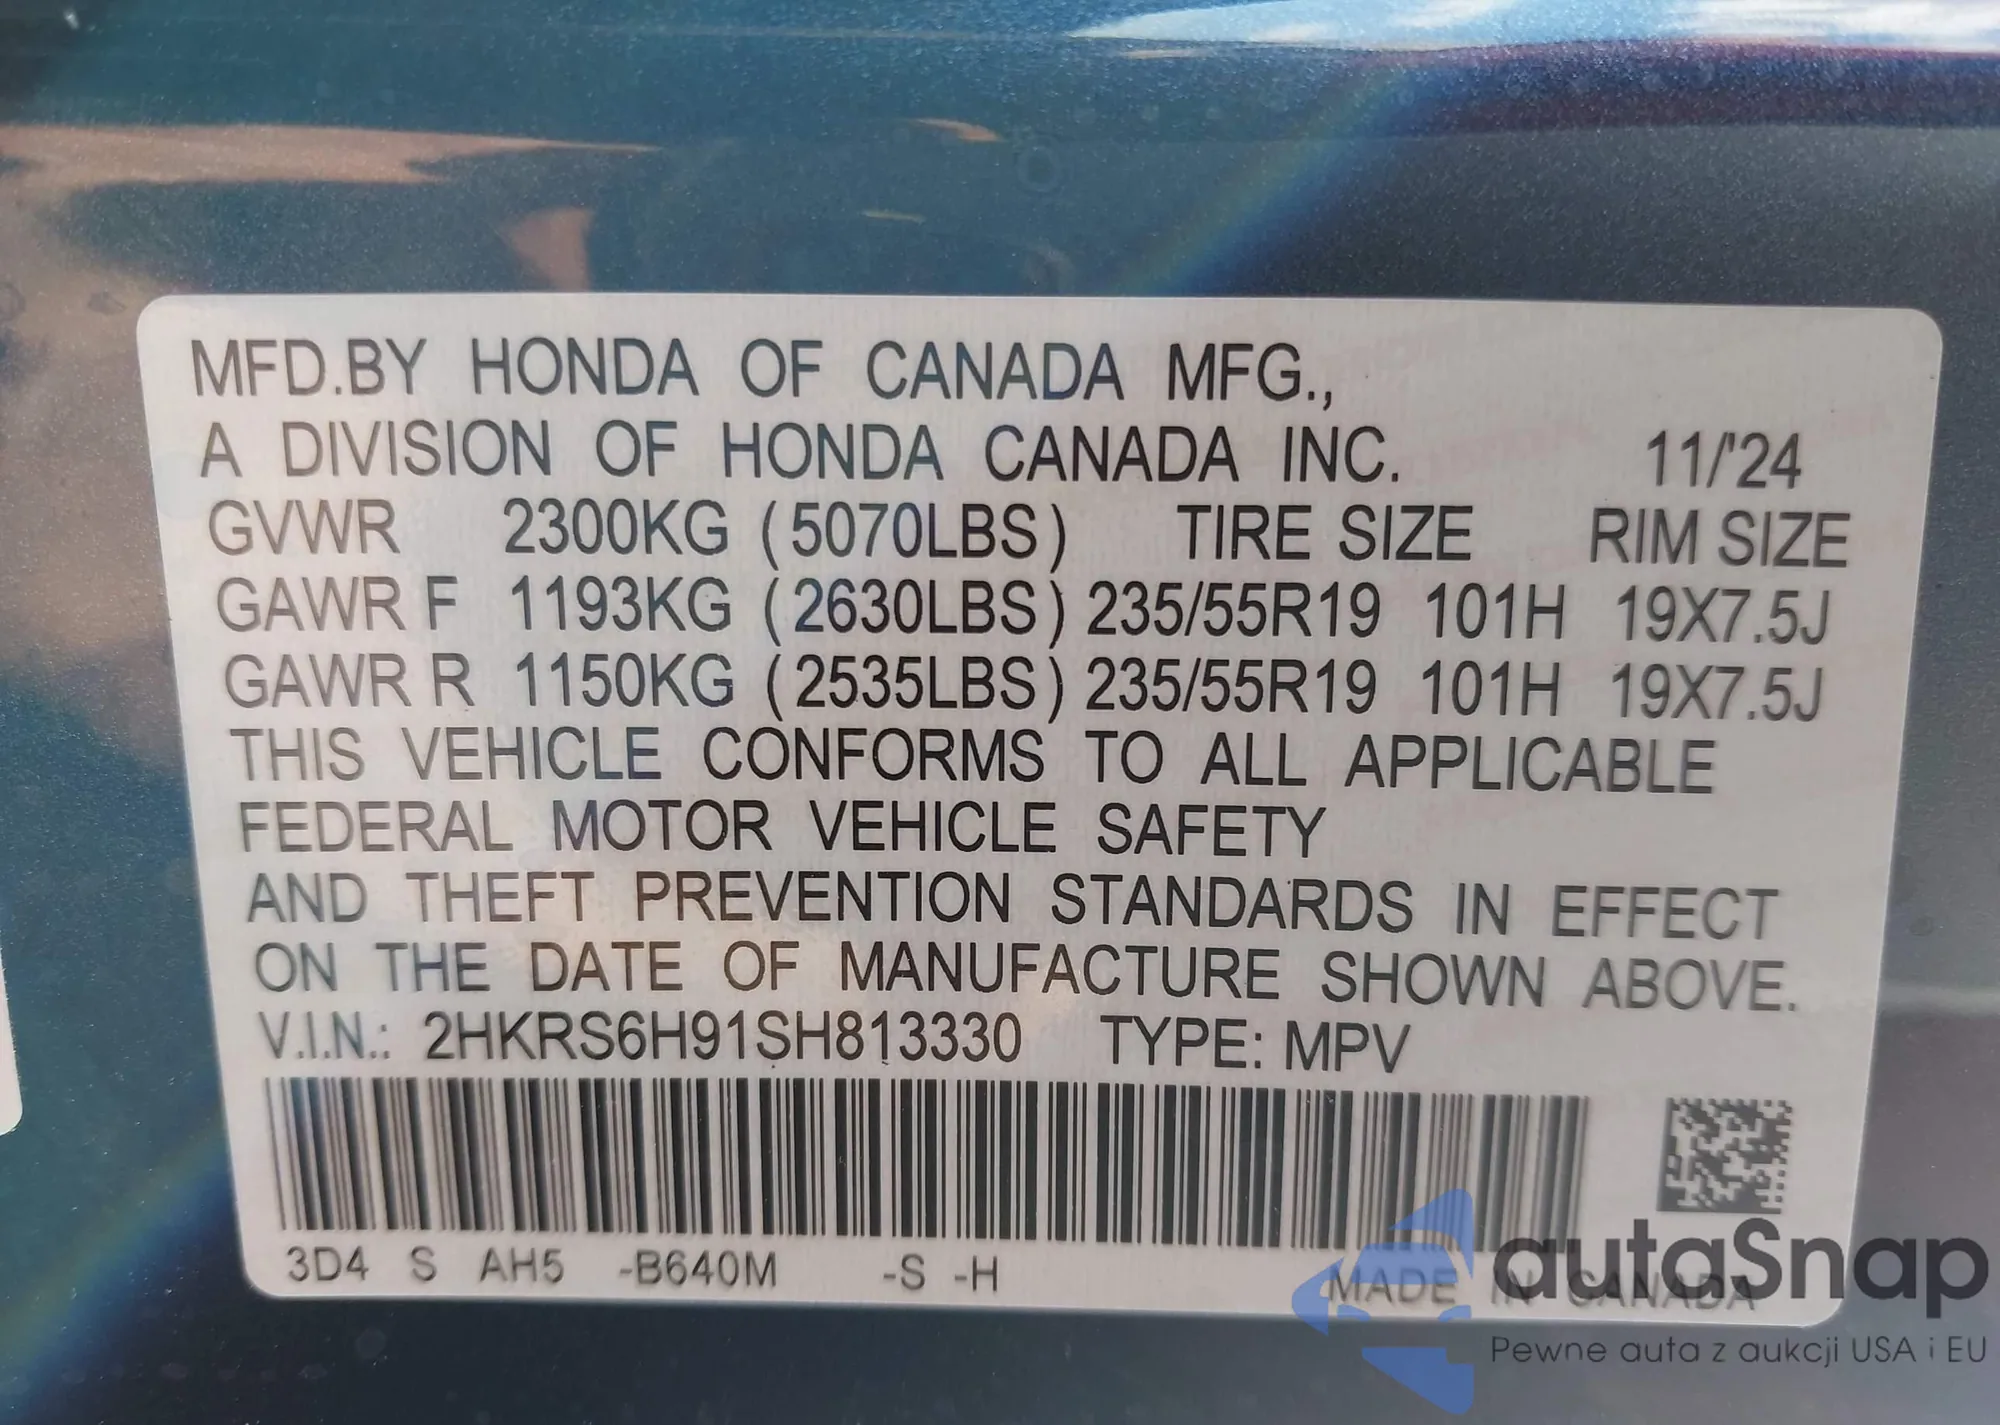 MFD.BY HONDA OF CANADA MFG.,
A DIVISION OF HONDA CANADA INC. 11/'24
GVWR 2300KG (5070LBS) TIRE SIZE RIM SIZE
GAWR F 1193KG (2630LBS) 235/55R19 101H 19X7.5J
GAWR R 1150KG (2535LBS) 235/55R19 101H 19X7.5J
THIS VEHICLE CONFORMS TO ALL APPLICABLE
FEDERAL MOTOR VEHICLE SAFETY
AND THEFT PREVENTION STANDARDS IN EFFECT
ON THE DATE OF MANUFACTURE SHOWN ABOVE.
V.I.N.: 2HKRS6H91SH813330 TYPE: MPV
3D4 S AH5 -B640M -S -H MADE IN CANADA
autaSnap
Pewne auta z aukcji USA i EU